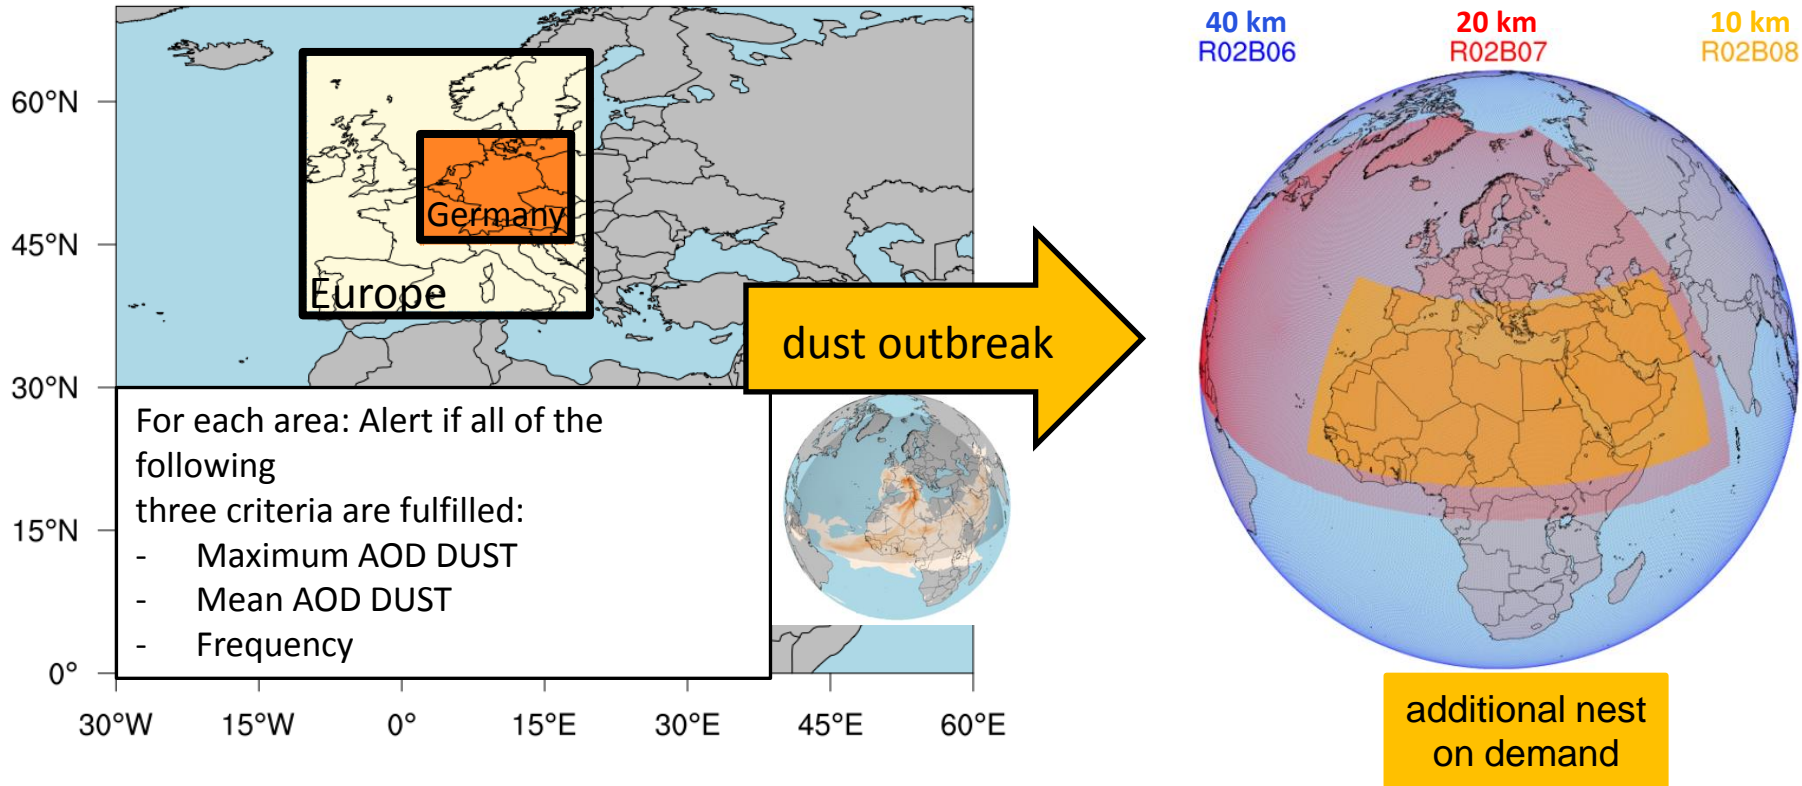 60°N
45°N
30°N
15°N
0°
30°W
15°W
0°
15°E
30°E
45°E
60°E
Germany
Europe
For each area: Alert if all of the
following
three criteria are fulfilled:
- Maximum AOD DUST
- Mean AOD DUST
- Frequency
dust outbreak
40 km
R02B06
20 km
R02B07
10 km
R02B08
additional nest
on demand